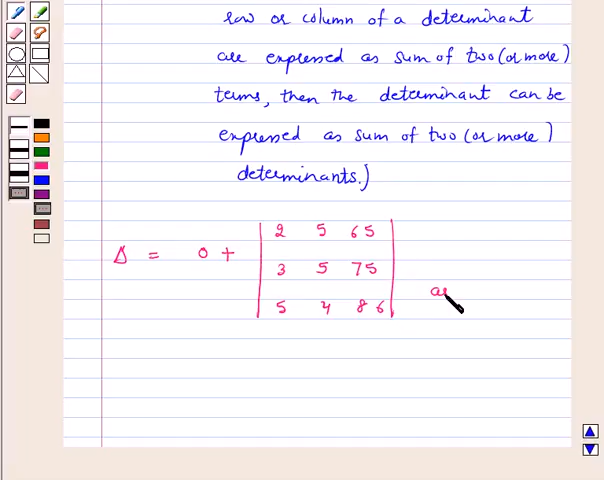 row or column of a determinant
are expressed as sum of two (or more)
terms, then the determinant can be
expressed as sum of two (or more)
determinants.)
Δ = 0 + | 2 5 65 |
| 3 5 75 |
| 5 4 86 |
as